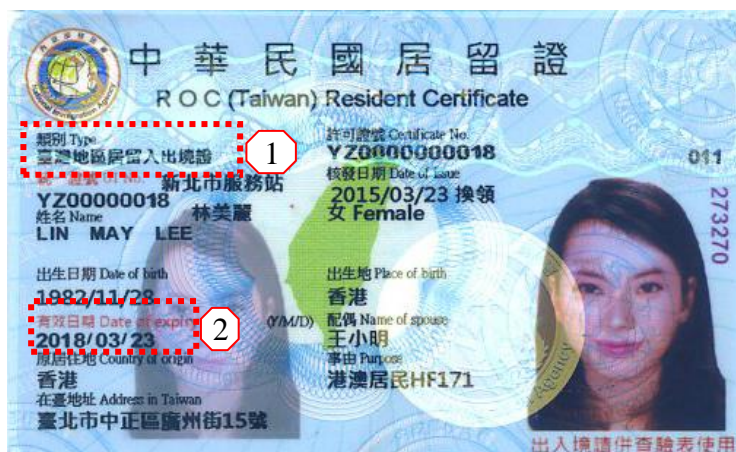 中華民國居留證
ROC (Taiwan) Resident Certificate
類別 Type
臺灣地區居留入出境證
1
許可證號 Certificate No.
YZ0000000018
011
核發日期 Date of Issue
2015/03/23 換領
新北市服務站
YZ00000018
姓名 Name
林美麗
女 Female
LIN MAY LEE
273270
出生日期 Date of birth
1982/11/28
出生地 Place of birth
香港
有效日期 Date of expiry
(Y/M/D)
2
2018/03/23
配偶 Name of spouse
王小明
原居住地 Country of origin
香港
事由 Purpose
港澳居民HF171
在臺地址 Address in Taiwan
臺北市中正區廣州街15號
出入境請併查驗表使用